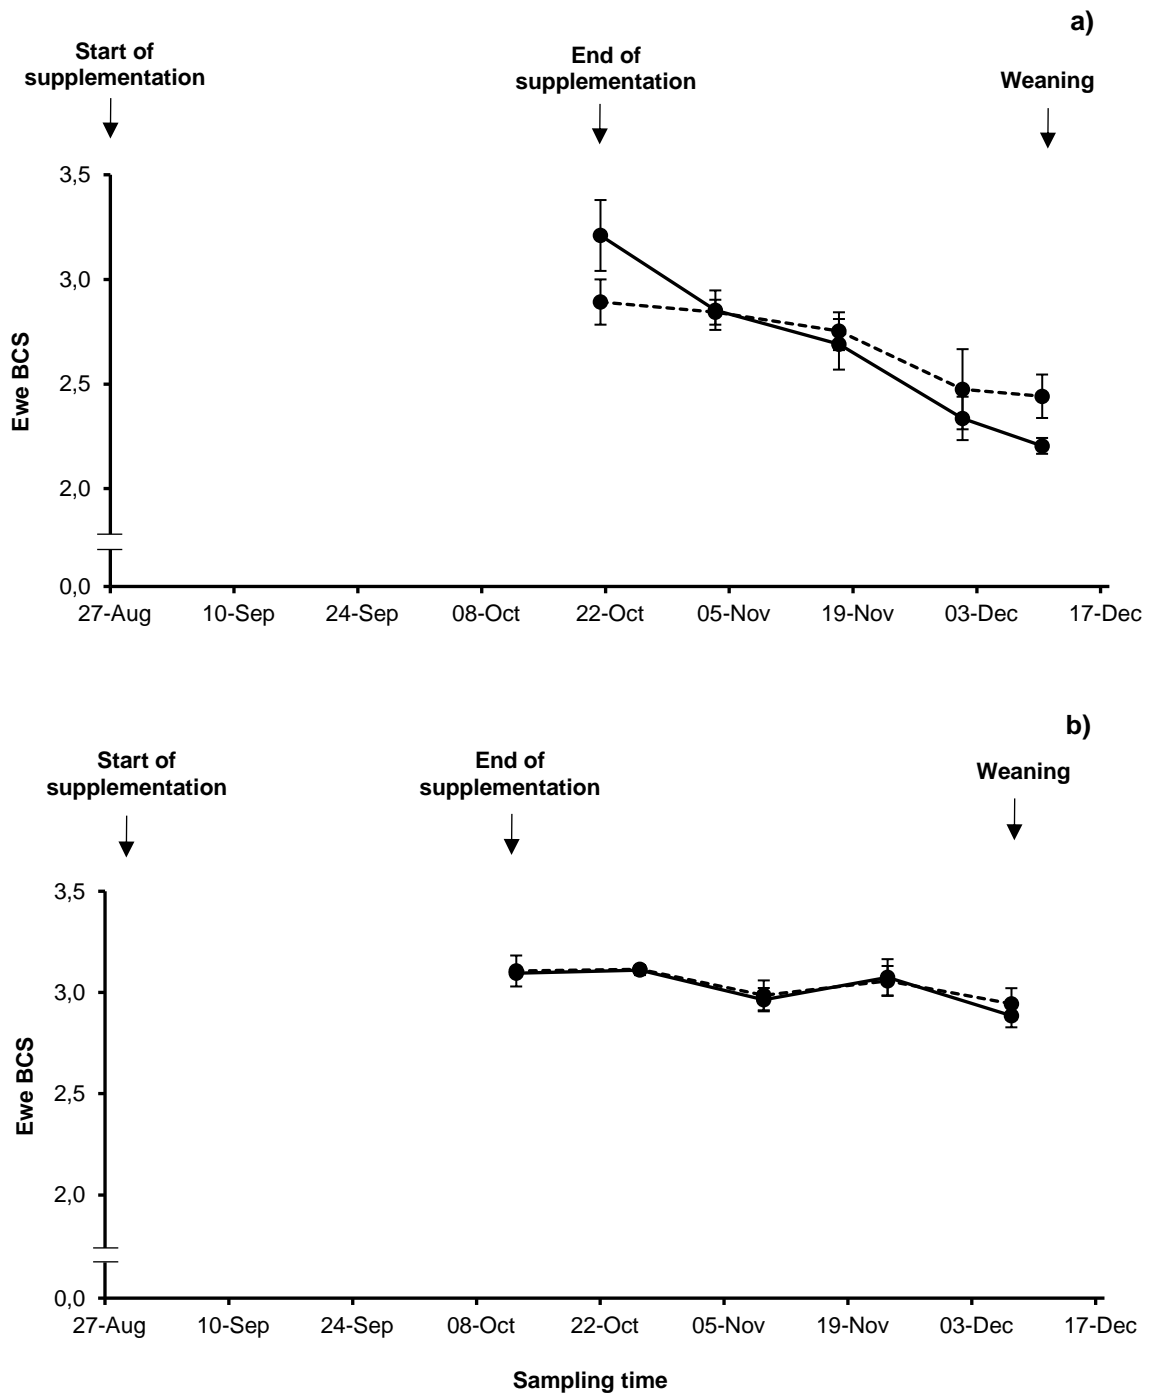 a)
Start of
supplementation
End of
supplementation
Weaning
3,5
3,0
2,5
2,0
0,0
Ewe BCS
27-Aug 10-Sep 24-Sep 08-Oct 22-Oct 05-Nov 19-Nov 03-Dec 17-Dec
b)
Start of
supplementation
End of
supplementation
Weaning
3,5
3,0
2,5
2,0
0,0
Ewe BCS
27-Aug 10-Sep 24-Sep 08-Oct 22-Oct 05-Nov 19-Nov 03-Dec 17-Dec
Sampling time